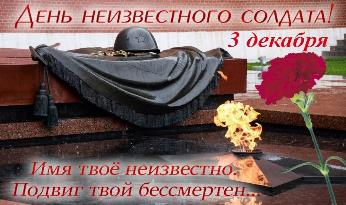 День неизвестного солдата!
3 декабря
Имя твоё неизвестно.
Подвиг твой бессмертен...